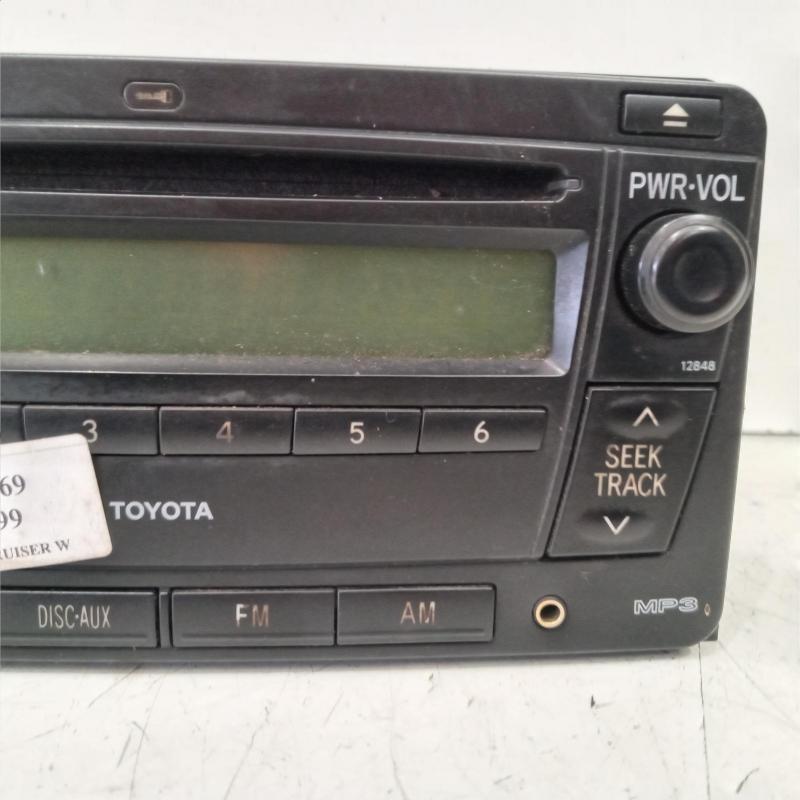 PWR·VOL
12848
3
4
5
6
SEEK
TRACK
69
99
RUISER W
TOYOTA
DISC·AUX
FM
AM
MP3